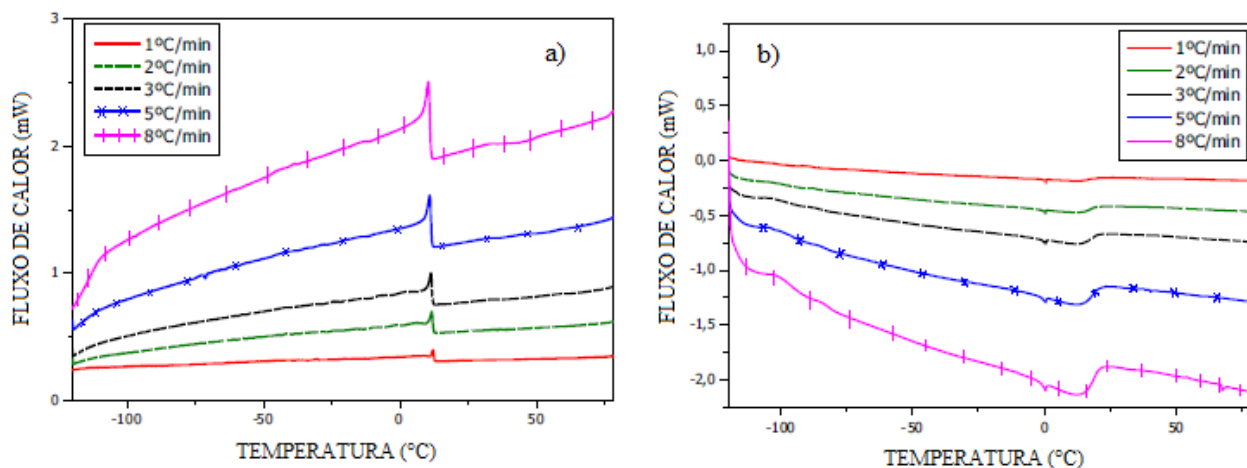 a)
1ºC/min
2ºC/min
3ºC/min
5ºC/min
8ºC/min
FLUXO DE CALOR (mW)
3
2
1
0
-100
-50
0
50
TEMPERATURA (°C)
b)
1ºC/min
2ºC/min
3ºC/min
5ºC/min
8ºC/min
FLUXO DE CALOR (mW)
1,0
0,5
0,0
-0,5
-1,0
-1,5
-2,0
-100
-50
0
50
TEMPERATURA (°C)